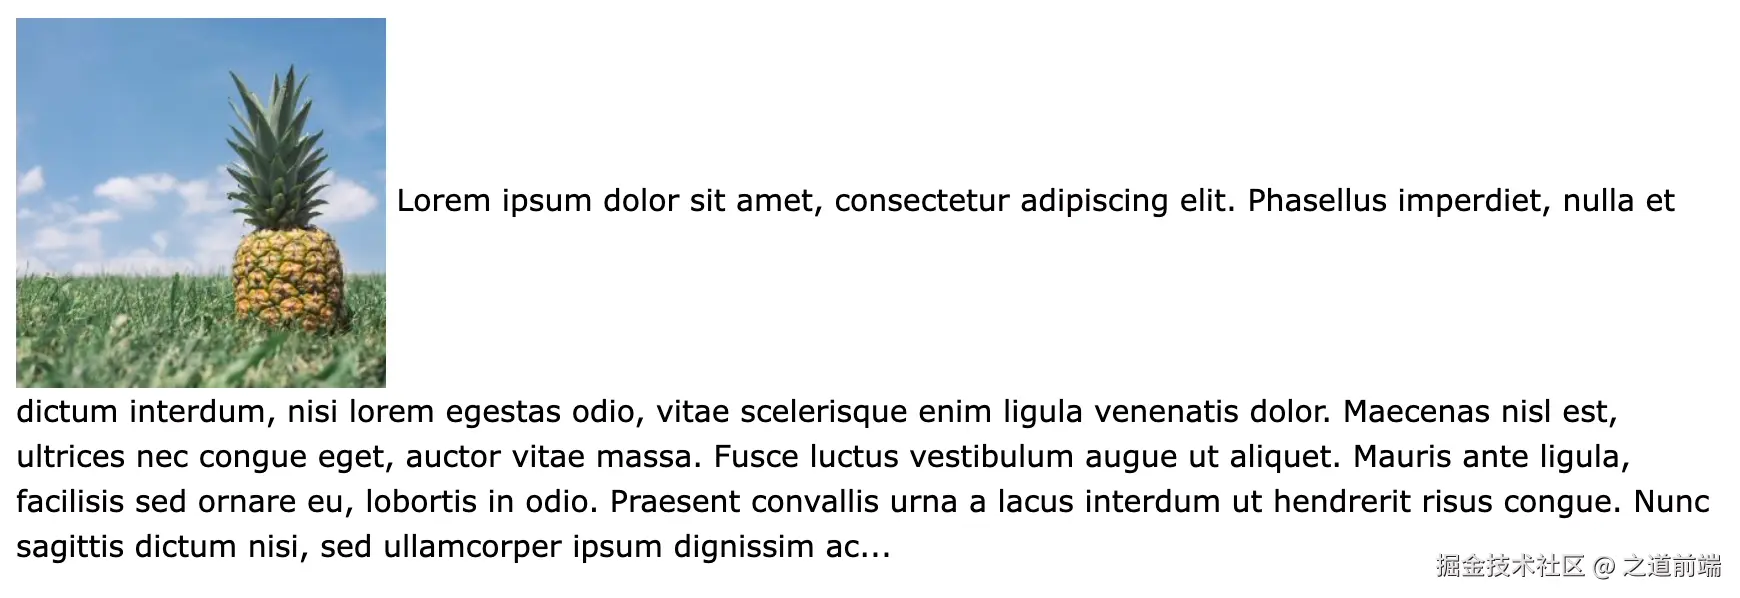 Lorem ipsum dolor sit amet, consectetur adipiscing elit. Phasellus imperdiet, nulla et
dictum interdum, nisi lorem egestas odio, vitae scelerisque enim ligula venenatis dolor. Maecenas nisl est,
ultrices nec congue eget, auctor vitae massa. Fusce luctus vestibulum augue ut aliquet. Mauris ante ligula,
facilisis sed ornare eu, lobortis in odio. Praesent convallis urna a lacus interdum ut hendrerit risus congue. Nunc
sagittis dictum nisi, sed ullamcorper ipsum dignissim ac...
掘金技术社区 @ 之道前端